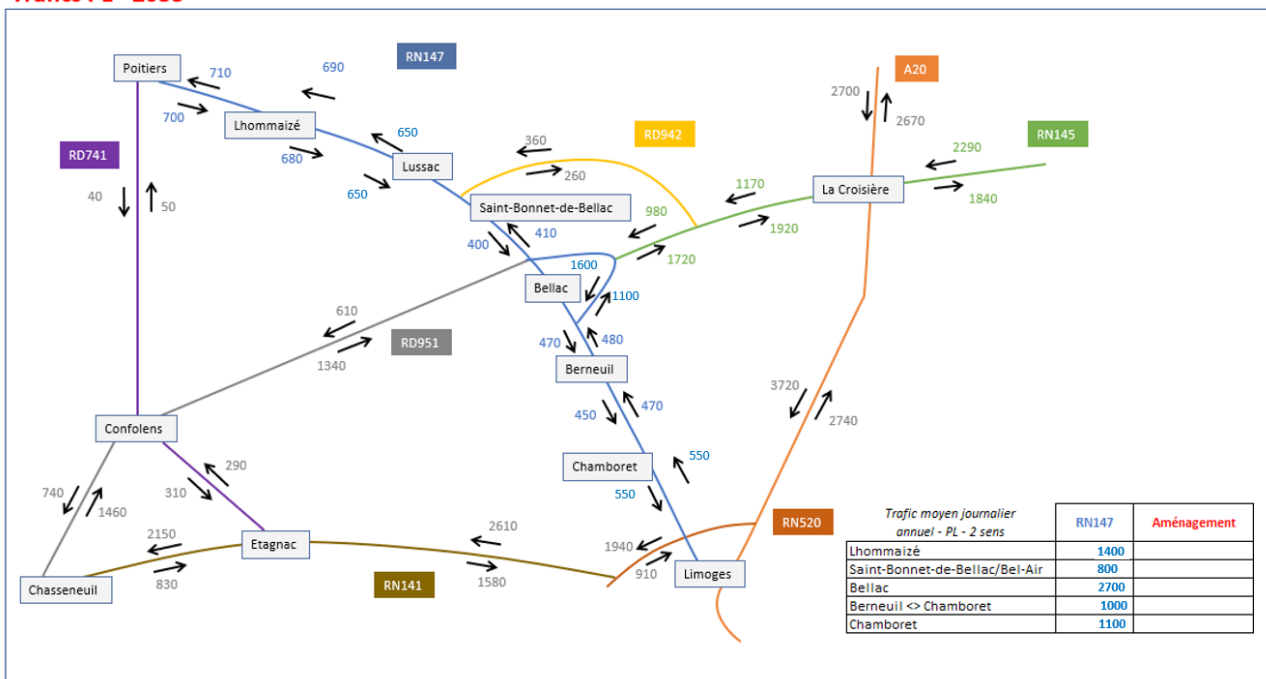 Trafics PL - 2035
RN147
Poitiers
710
690
A20
700
2700
2670
Lhommaizé
RN145
RD942
650
360
2290
RD741
680
Lussac
260
1170
La Croisière
1840
650
40
50
Saint-Bonnet-de-Bellac
980
1920
410
400
1720
1600
Bellac
1100
610
RD951
470
480
1340
Berneuil
3720
450
470
2740
Confolens
Chamboret
550
290
740
310
550
1460
2150
2610
RN520
Etagnac
1940
830
1580
910
Limoges
Chasseneuil
RN141
Trafic moyen journalier
annuel - PL - 2 sens
RN147
Aménagement
Lhommaizé 1400
Saint-Bonnet-de-Bellac/Bel-Air 800
Bellac 2700
Berneuil <> Chamboret 1000
Chamboret 1100